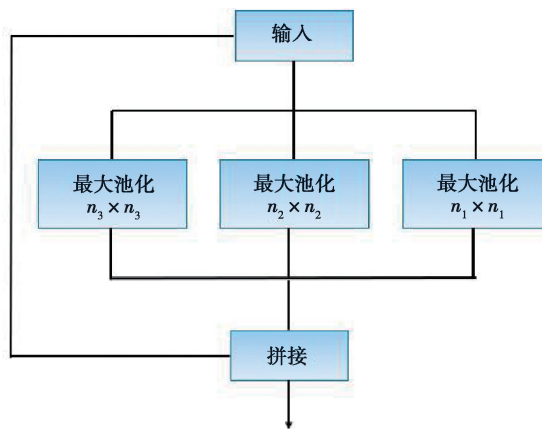 输入
最大池化
n₃ × n₃
最大池化
n₂ × n₂
最大池化
n₁ × n₁
拼接